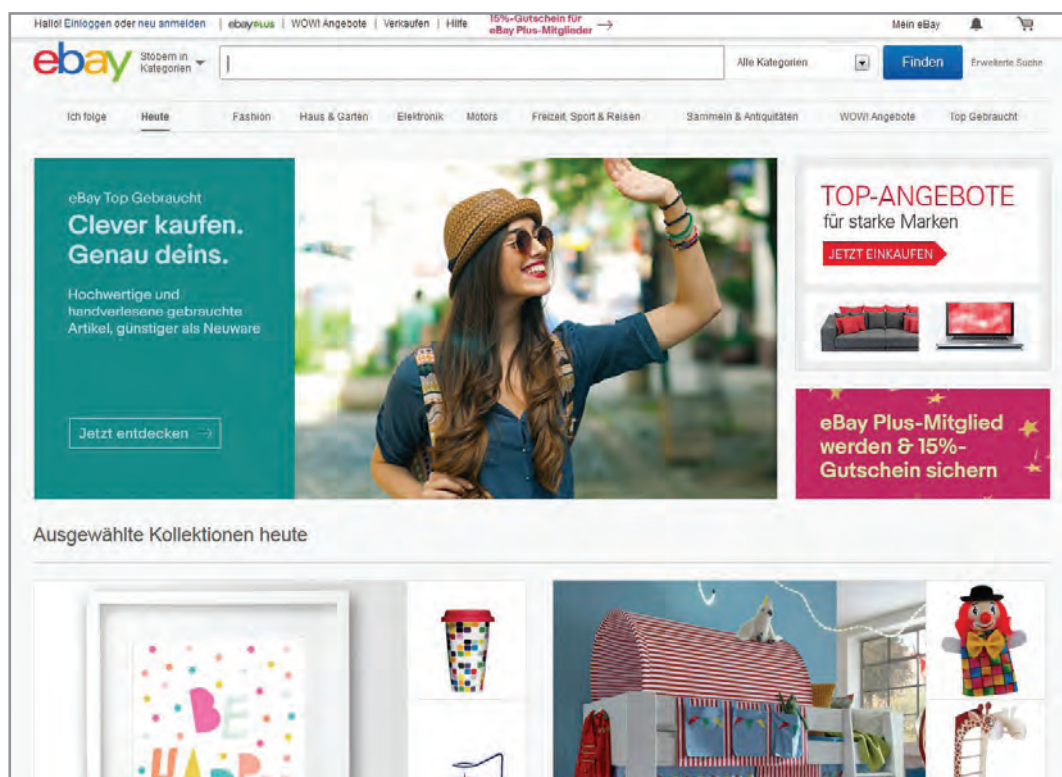 Hallo! Einloggen oder neu anmelden | ebayPLUS | WOW! Angebote | Verkaufen | Hilfe 15%-Gutschein für
eBay Plus-Mitglieder → Mein eBay
ebay Stöbern in
Kategorien Alle Kategorien Finden Erweiterte Suche
Ich folge Heute Fashion Haus & Garten Elektronik Motors Freizeit, Sport & Reisen Sammeln & Antiquitäten WOW! Angebote Top Gebraucht
eBay Top Gebraucht
Clever kaufen.
Genau deins.
Hochwertige und
handverlesene gebrauchte
Artikel, günstiger als Neuware
Jetzt entdecken →
TOP-ANGEBOTE
für starke Marken
JETZT EINKAUFEN
eBay Plus-Mitglied
werden & 15%-
Gutschein sichern
Ausgewählte Kollektionen heute
BE